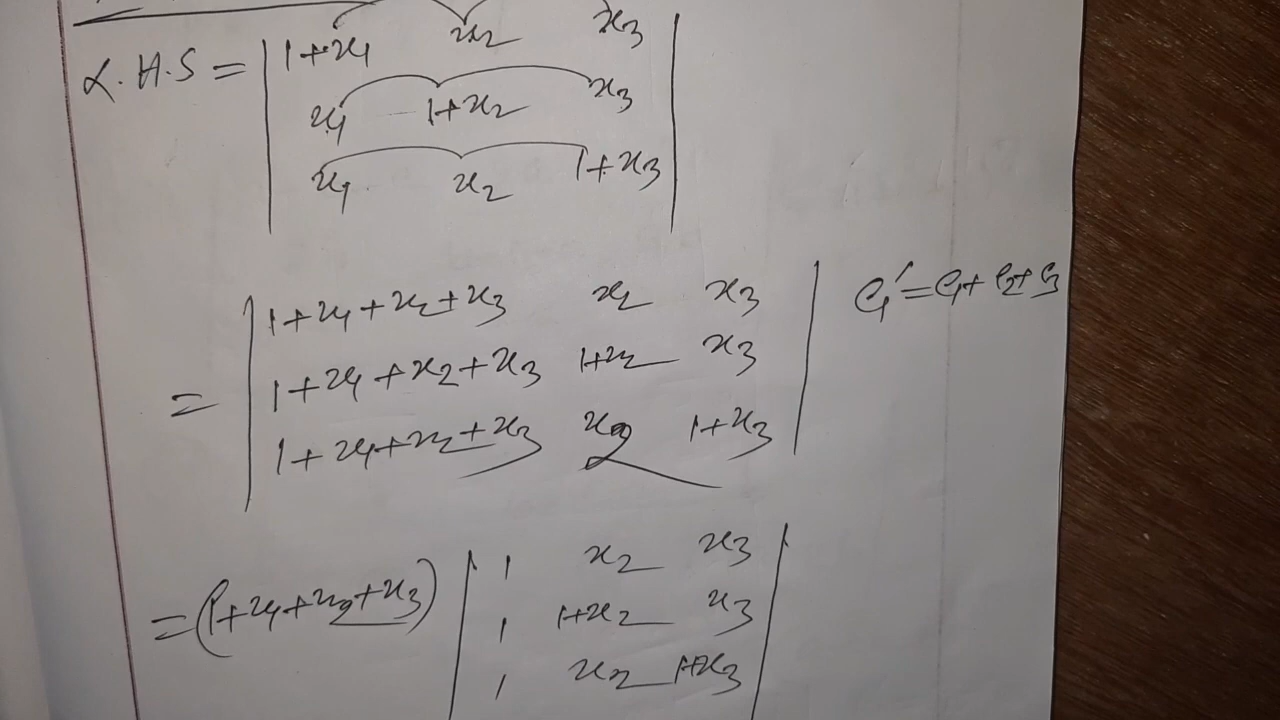 L.H.S = | 1+x1 x2 x3 |
| x1 1+x2 x3 |
| x1 x2 1+x3 |
| 1+x1+x2+x3 x2 x3 | C1' = C1+C2+C3
= | 1+x1+x2+x3 1+x2 x3 |
| 1+x1+x2+x3 x2 1+x3 |
| 1 x2 x3 |
= (1+x1+x2+x3) | 1 1+x2 x3 |
| 1 x2 1+x3 |